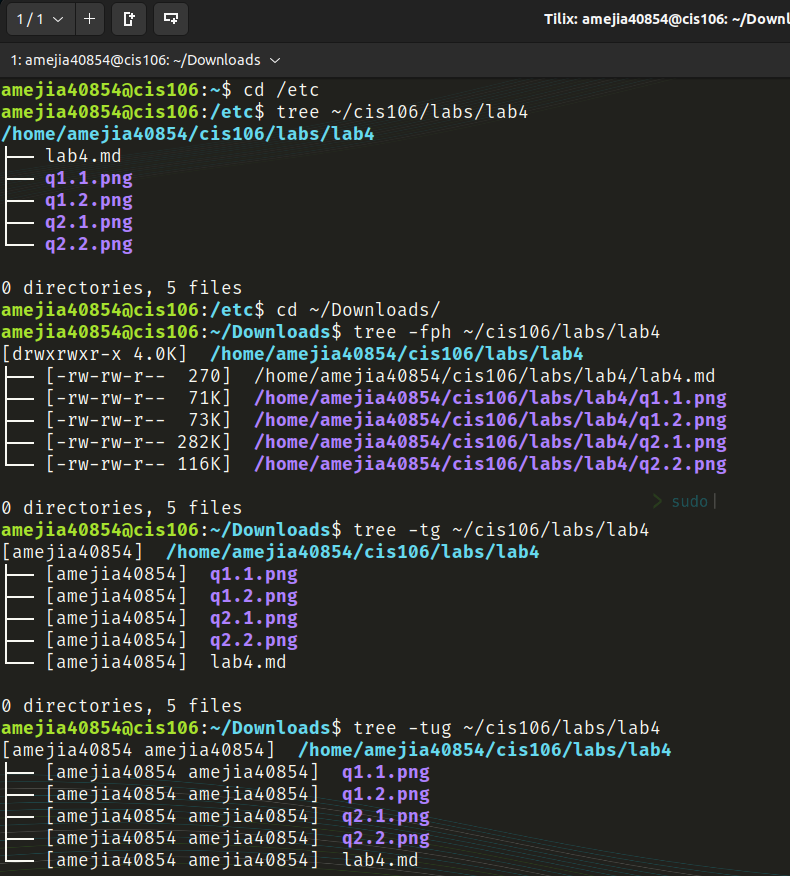 1 / 1
Tilix: amejia40854@cis106: ~/Downl
1: amejia40854@cis106: ~/Downloads
amejia40854@cis106:~$ cd /etc
amejia40854@cis106:/etc$ tree ~/cis106/labs/lab4
/home/amejia40854/cis106/labs/lab4
├── lab4.md
├── q1.1.png
├── q1.2.png
├── q2.1.png
└── q2.2.png
0 directories, 5 files
amejia40854@cis106:/etc$ cd ~/Downloads/
amejia40854@cis106:~/Downloads$ tree -fph ~/cis106/labs/lab4
[drwxrwxr-x 4.0K]  /home/amejia40854/cis106/labs/lab4
├── [-rw-rw-r--  270]  /home/amejia40854/cis106/labs/lab4/lab4.md
├── [-rw-rw-r--  71K]  /home/amejia40854/cis106/labs/lab4/q1.1.png
├── [-rw-rw-r--  73K]  /home/amejia40854/cis106/labs/lab4/q1.2.png
├── [-rw-rw-r-- 282K]  /home/amejia40854/cis106/labs/lab4/q2.1.png
└── [-rw-rw-r-- 116K]  /home/amejia40854/cis106/labs/lab4/q2.2.png
> sudo|
0 directories, 5 files
amejia40854@cis106:~/Downloads$ tree -tg ~/cis106/labs/lab4
[amejia40854]  /home/amejia40854/cis106/labs/lab4
├── [amejia40854]  q1.1.png
├── [amejia40854]  q1.2.png
├── [amejia40854]  q2.1.png
├── [amejia40854]  q2.2.png
└── [amejia40854]  lab4.md
0 directories, 5 files
amejia40854@cis106:~/Downloads$ tree -tug ~/cis106/labs/lab4
[amejia40854 amejia40854]  /home/amejia40854/cis106/labs/lab4
├── [amejia40854 amejia40854]  q1.1.png
├── [amejia40854 amejia40854]  q1.2.png
├── [amejia40854 amejia40854]  q2.1.png
├── [amejia40854 amejia40854]  q2.2.png
└── [amejia40854 amejia40854]  lab4.md